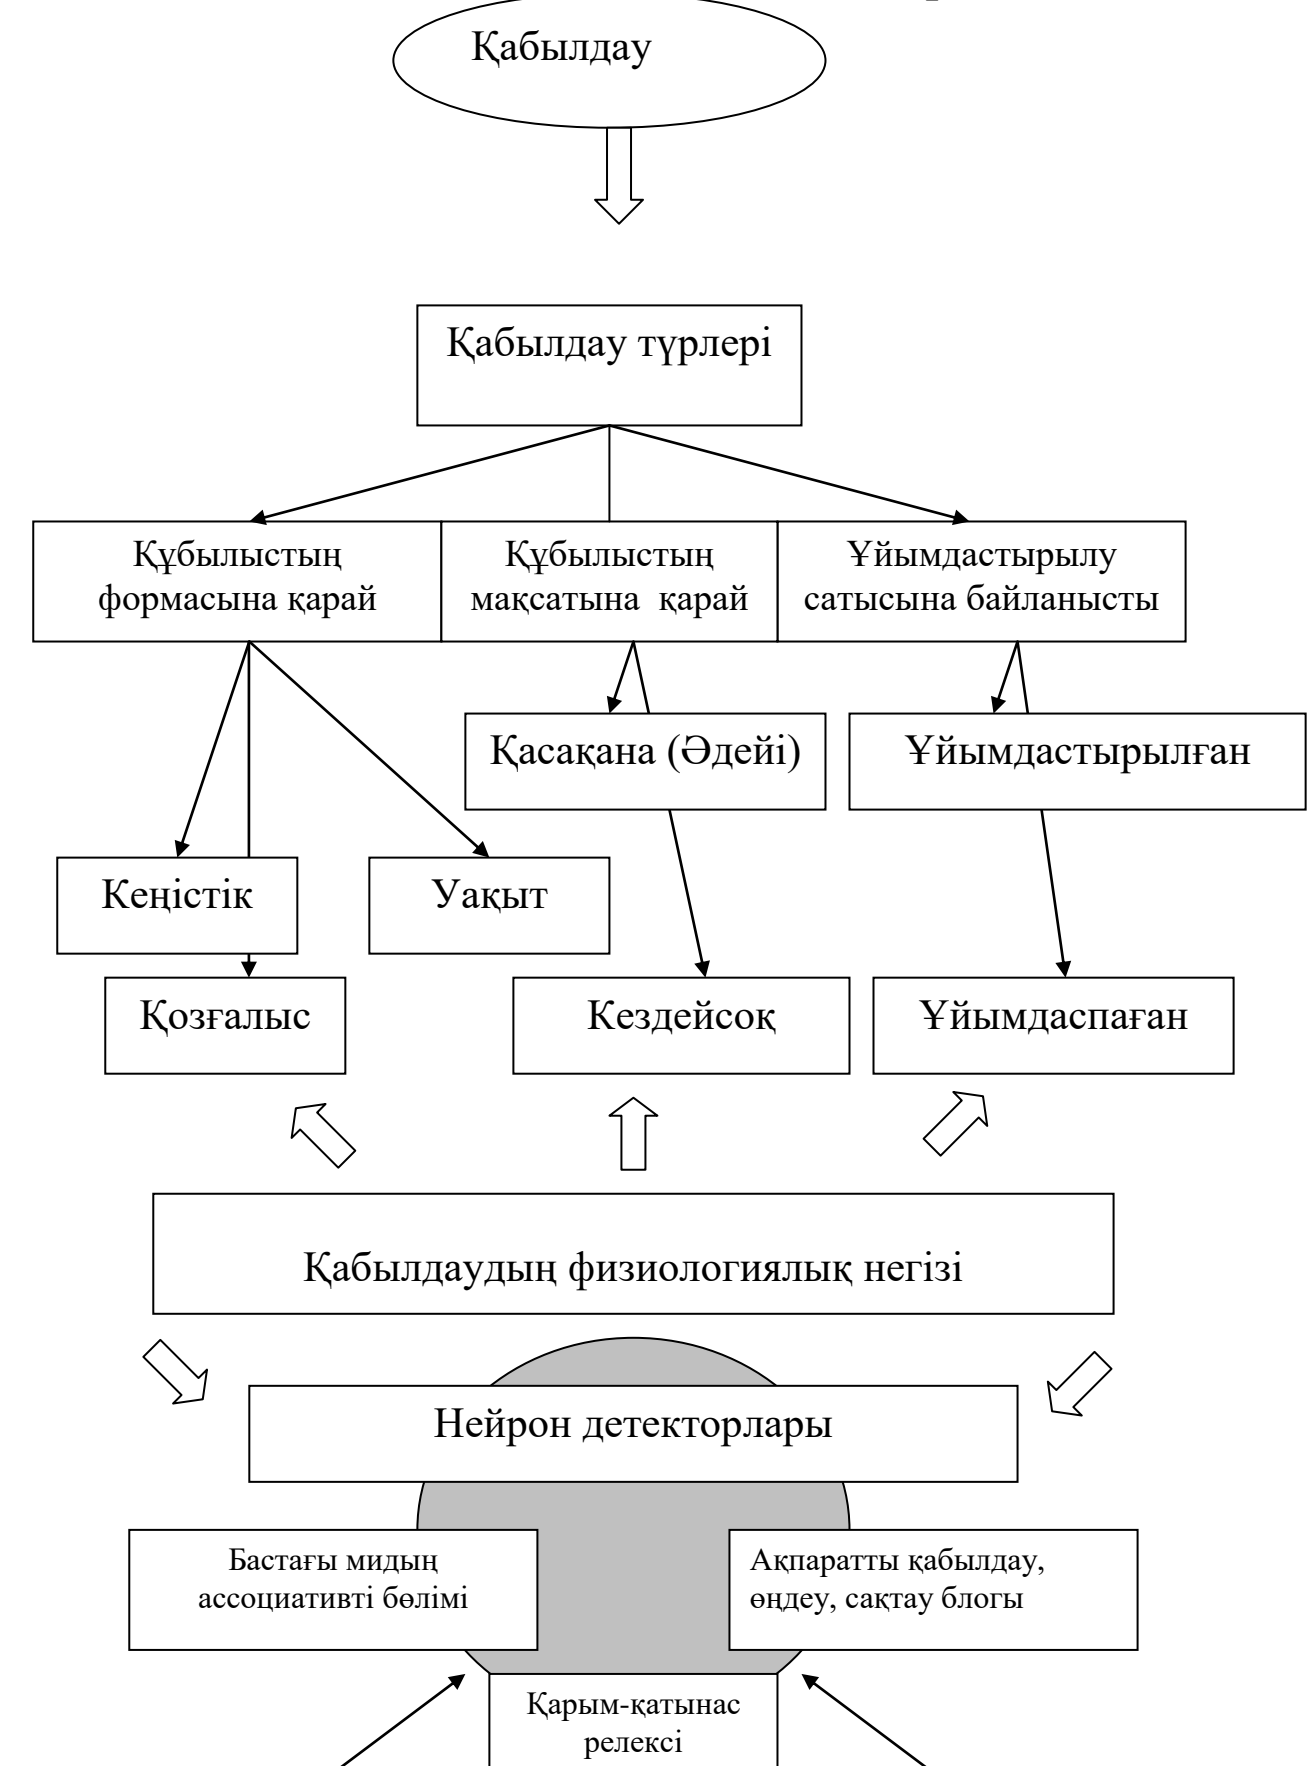 Қабылдау
Қабылдау түрлері
Құбылыстың
формасына қарай
Құбылыстың
мақсатына қарай
Ұйымдастырылу
сатысына байланысты
Қасақана (Әдейі)
Ұйымдастырылған
Кеңістік
Уақыт
Қозғалыс
Кездейсоқ
Ұйымдаспаған
Қабылдаудың физиологиялық негізі
Нейрон детекторлары
Бастағы мидың
ассоциативті бөлімі
Ақпаратты қабылдау,
өңдеу, сақтау блогы
Қарым-қатынас
релексі